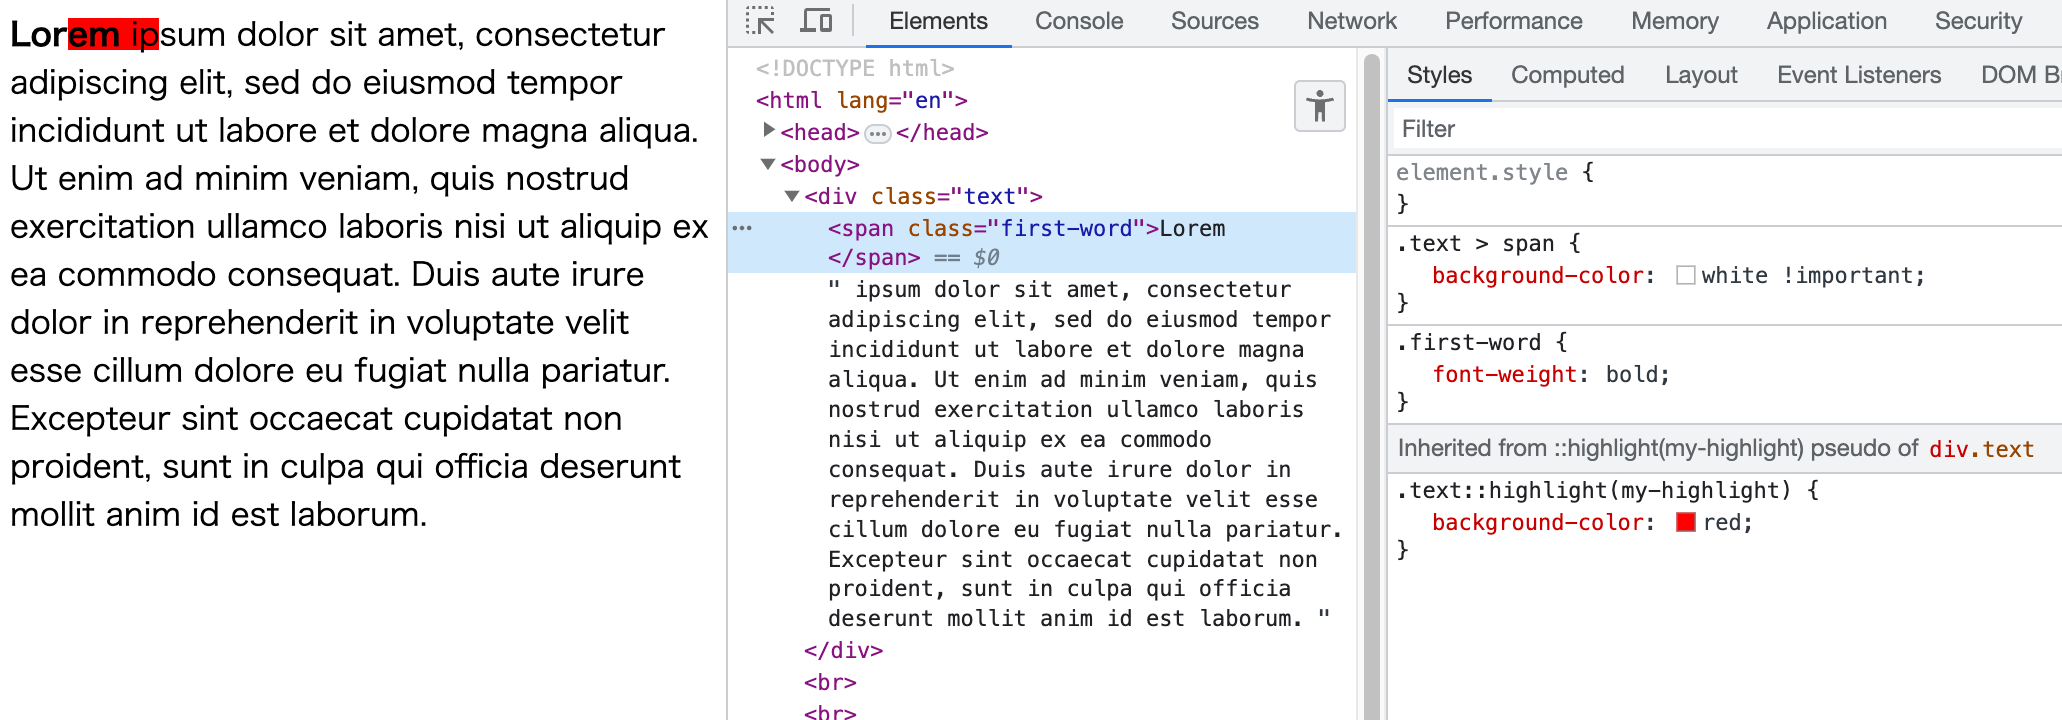 Lorem ipsum dolor sit amet, consectetur
adipiscing elit, sed do eiusmod tempor
incididunt ut labore et dolore magna aliqua.
Ut enim ad minim veniam, quis nostrud
exercitation ullamco laboris nisi ut aliquip ex
ea commodo consequat. Duis aute irure
dolor in reprehenderit in voluptate velit
esse cillum dolore eu fugiat nulla pariatur.
Excepteur sint occaecat cupidatat non
proident, sunt in culpa qui officia deserunt
mollit anim id est laborum.
Elements Console Sources Network Performance Memory Application Security
<!DOCTYPE html>
<html lang="en">
<head> ••• </head>
<body>
<div class="text">
••• <span class="first-word">Lorem
</span> == $0
" ipsum dolor sit amet, consectetur
adipiscing elit, sed do eiusmod tempor
incididunt ut labore et dolore magna
aliqua. Ut enim ad minim veniam, quis
nostrud exercitation ullamco laboris
nisi ut aliquip ex ea commodo
consequat. Duis aute irure dolor in
reprehenderit in voluptate velit esse
cillum dolore eu fugiat nulla pariatur.
Excepteur sint occaecat cupidatat non
proident, sunt in culpa qui officia
deserunt mollit anim id est laborum. "
</div>
<br>
<br>
Styles Computed Layout Event Listeners DOM B
Filter
element.style {
}
.text > span {
background-color: white !important;
}
.first-word {
font-weight: bold;
}
Inherited from ::highlight(my-highlight) pseudo of div.text
.text::highlight(my-highlight) {
background-color: red;
}